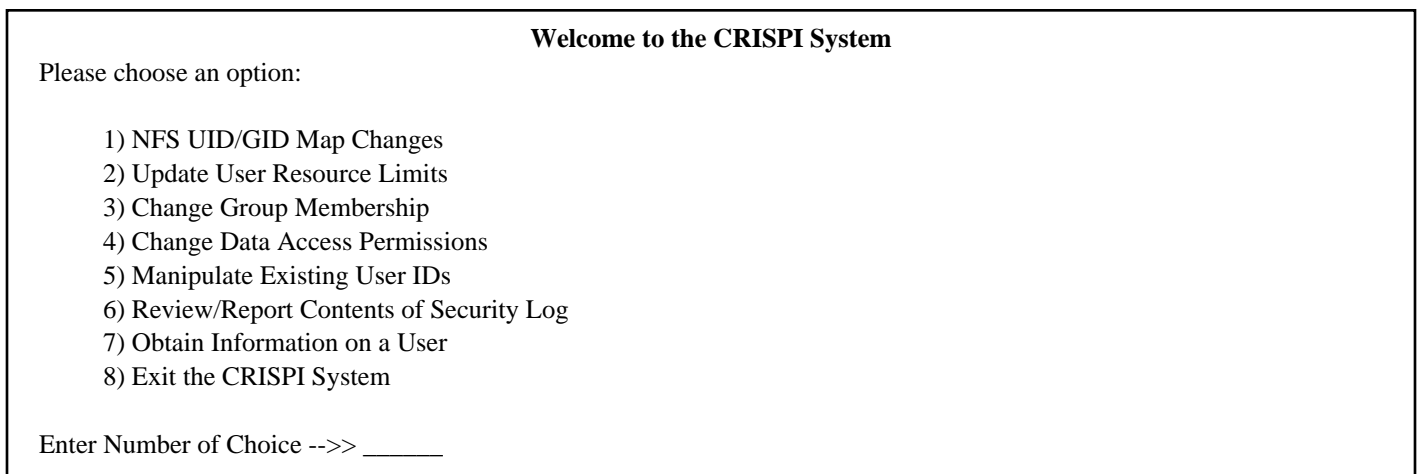 Welcome to the CRISPI System
Please choose an option:
1) NFS UID/GID Map Changes
2) Update User Resource Limits
3) Change Group Membership
4) Change Data Access Permissions
5) Manipulate Existing User IDs
6) Review/Report Contents of Security Log
7) Obtain Information on a User
8) Exit the CRISPI System
Enter Number of Choice -->> ______